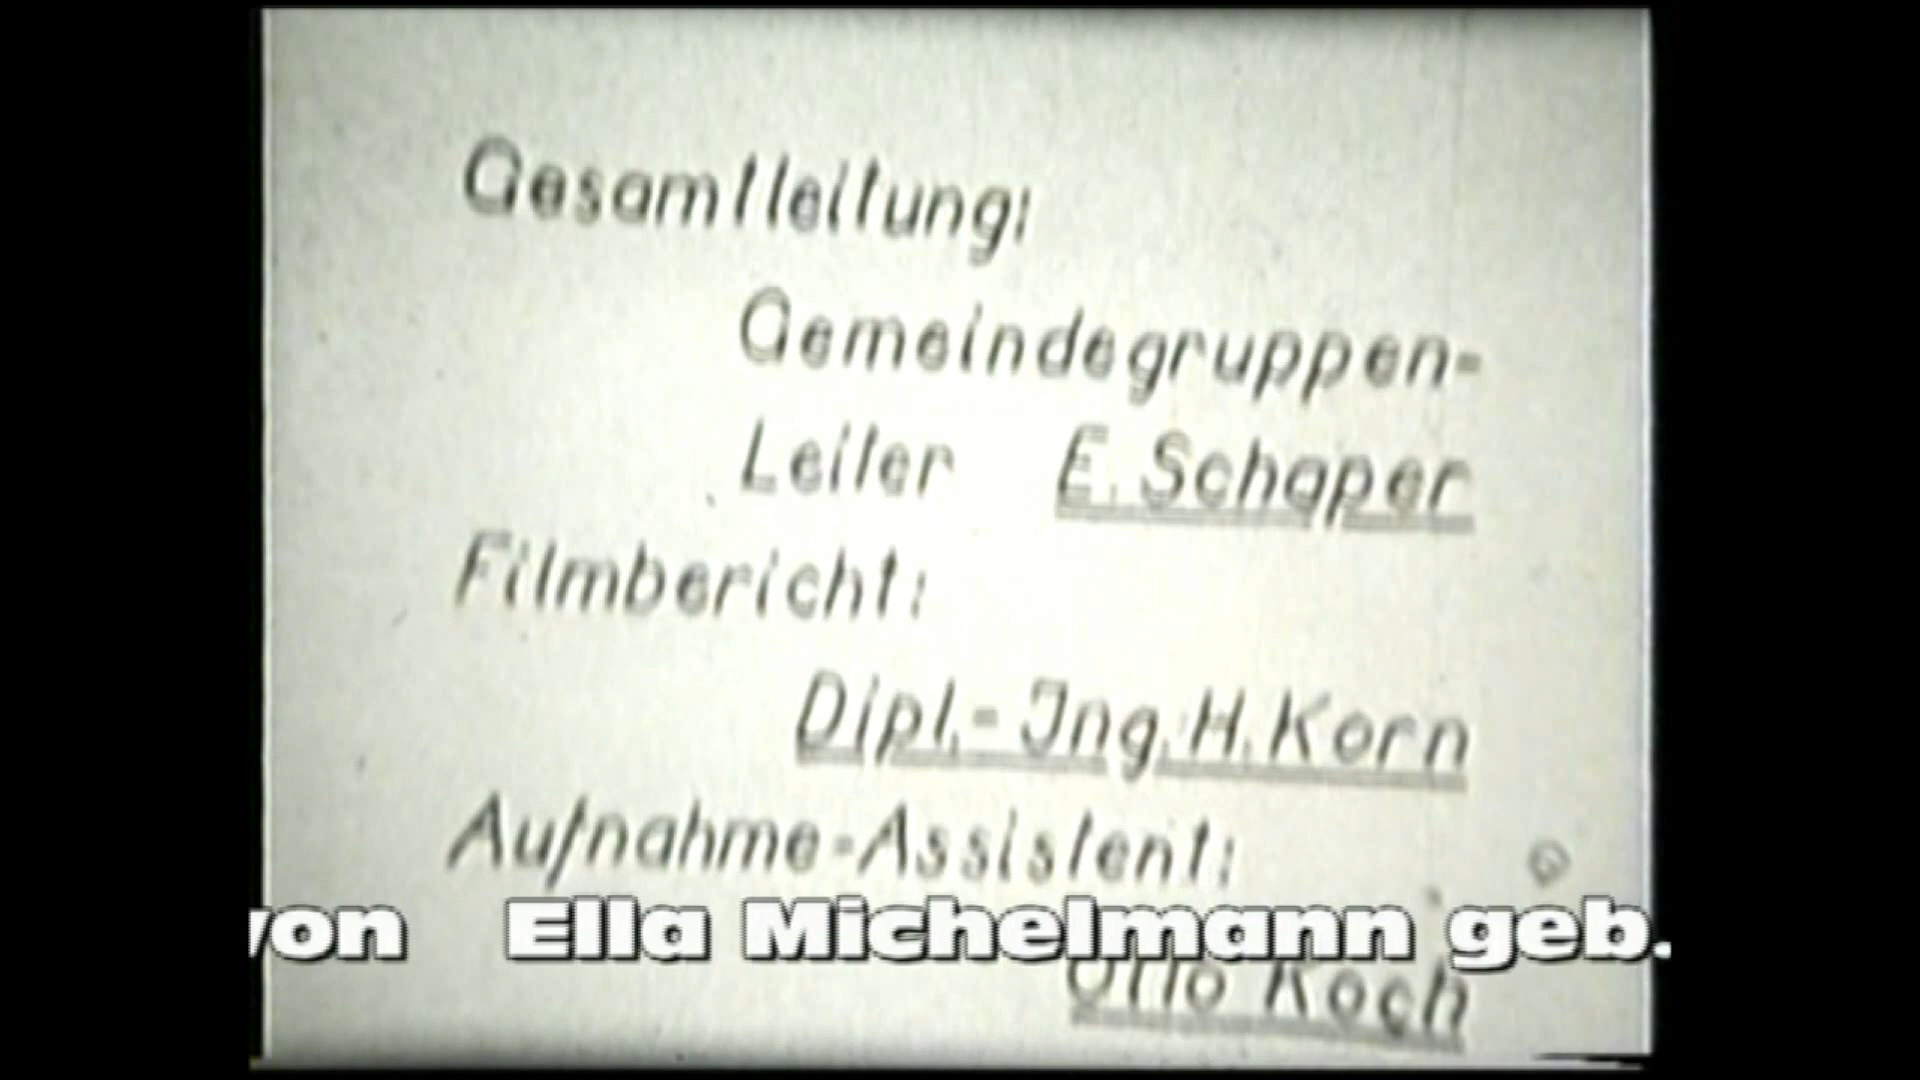 Gesamtleitung:
Gemeindegruppen-
Leiter E. Schaper
Filmbericht:
Dipl.-Ing. H. Korn
Aufnahme-Assistent:
von Ella Michelmann geb.
Otto Koch